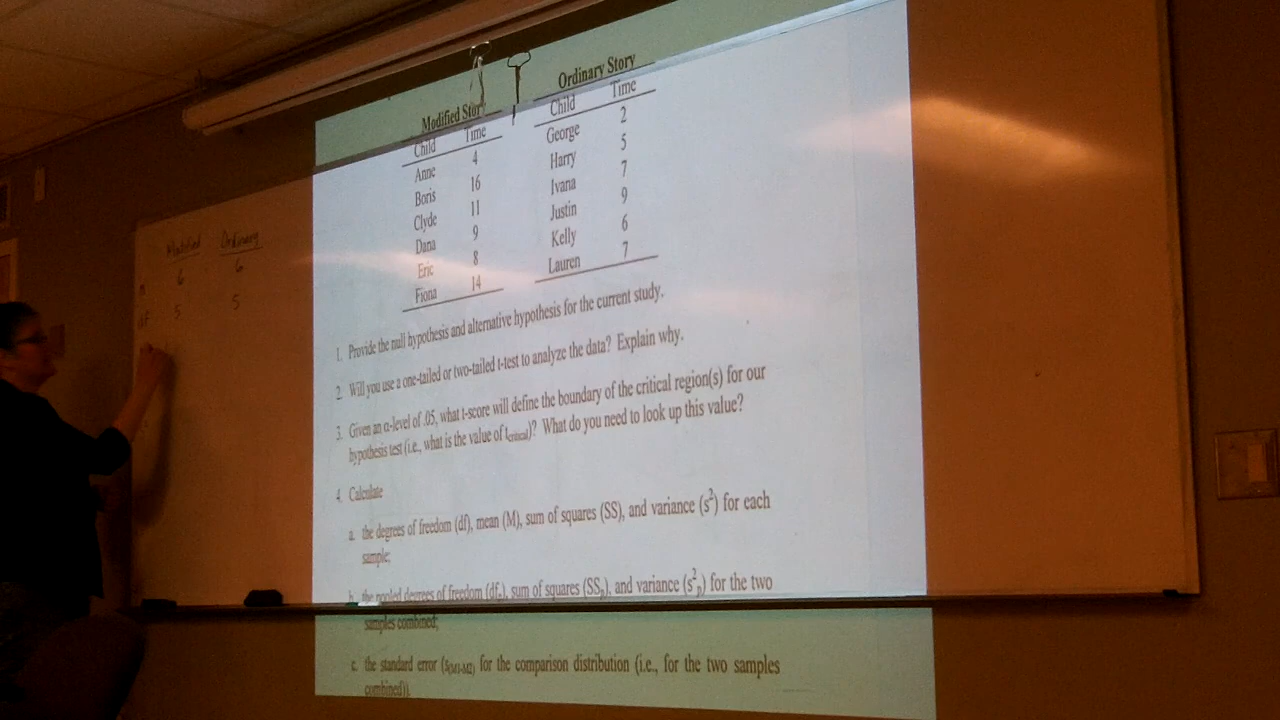 Modified Story
Child Time
Anne 4
Boris 16
Clyde 11
Dana 9
Eric 8
Fiona 14
Ordinary Story
Child Time
George 2
Harry 5
Ivana 7
Justin 9
Kelly 6
Lauren 7
Modified Ordinary
n 6 6
df 5 5
1. Provide the null hypothesis and alternative hypothesis for the current study.
2. Will you use a one-tailed or two-tailed t-test to analyze the data? Explain why.
3. Given an α-level of .05, what t-score will define the boundary of the critical region(s) for our
hypothesis test (i.e., what is the value of tcritical)? What do you need to look up this value?
4. Calculate
a. the degrees of freedom (df), mean (M), sum of squares (SS), and variance (s²) for each
sample;
b. the pooled degrees of freedom (dfp), sum of squares (SSp), and variance (s²p) for the two
samples combined;
c. the standard error (s(M1-M2) for the comparison distribution (i.e., for the two samples
combined)).